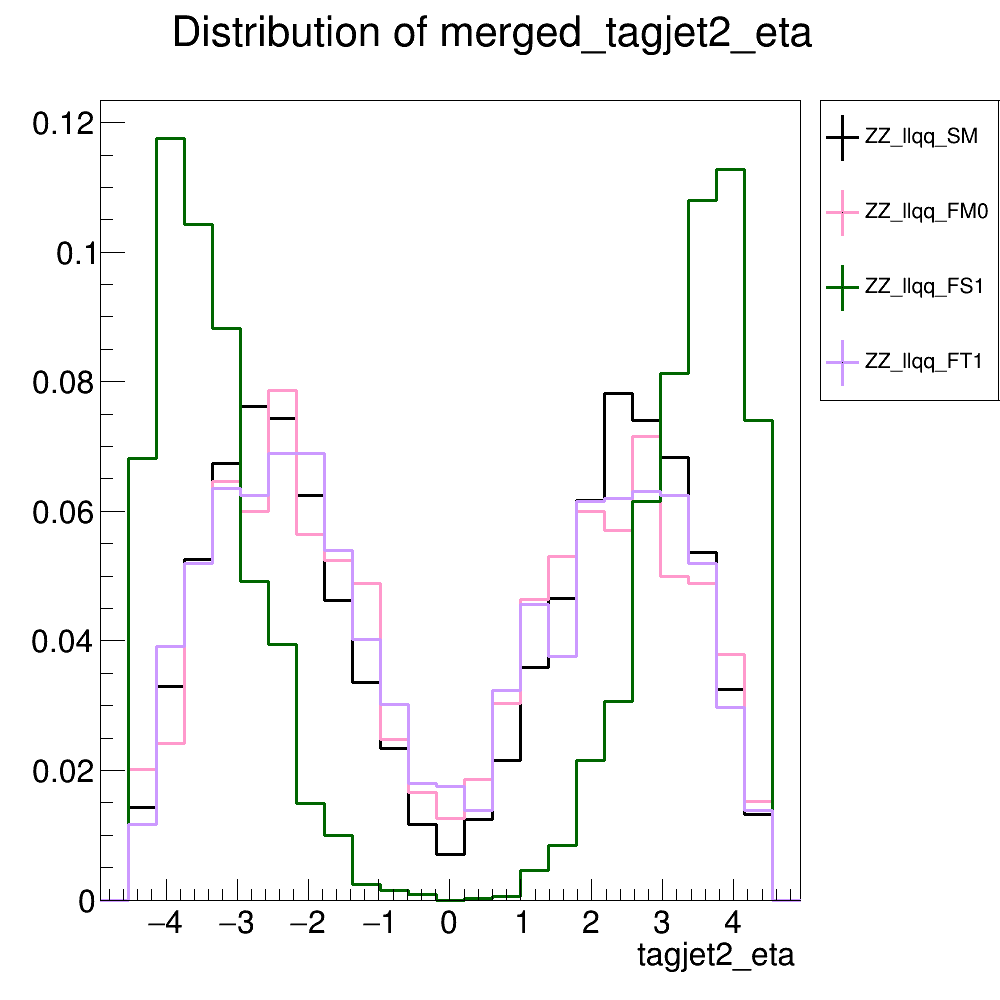 Distribution of merged_tagjet2_eta
0.12
0.1
0.08
0.06
0.04
0.02
0
−4 −3 −2 −1 0 1 2 3 4
tagjet2_eta
ZZ_llqq_SM
ZZ_llqq_FM0
ZZ_llqq_FS1
ZZ_llqq_FT1